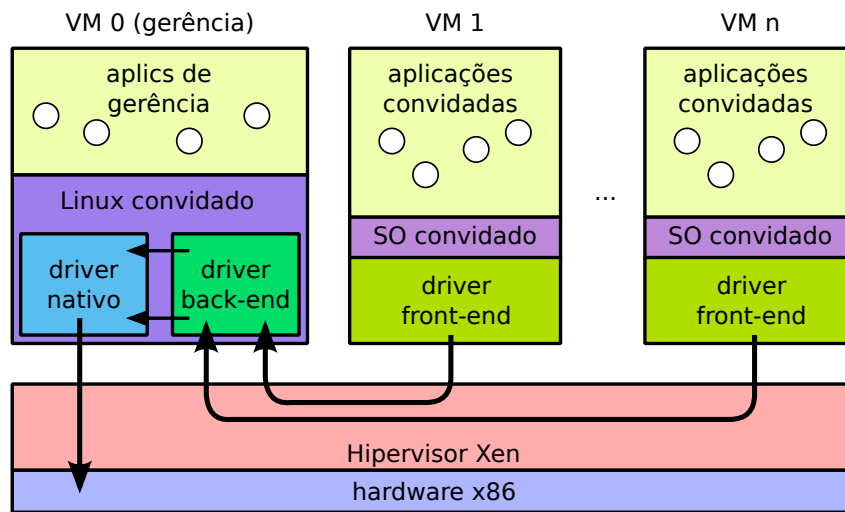 VM 0 (gerência)
aplics de
gerência
Linux convidado
driver
nativo
driver
back-end
VM 1
aplicações
convidadas
SO convidado
driver
front-end
...
VM n
aplicações
convidadas
SO convidado
driver
front-end
Hipervisor Xen
hardware x86